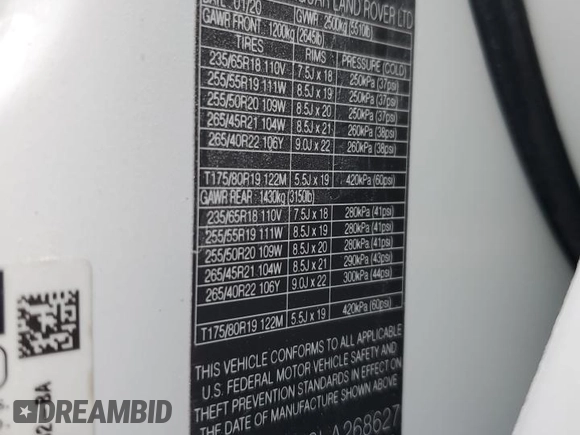 DATE: 01/20 GVWR 2500kg (5510lb)
LAND ROVER LTD
GAWR FRONT: 1200kg (2645lb)
TIRES RIMS PRESSURE (COLD)
235/65R18 110V 7.5J x 18 250kPa (37psi)
255/55R19 111W 8.5J x 19 250kPa (37psi)
255/50R20 109W 8.5J x 20 250kPa (37psi)
265/45R21 104W 8.5J x 21 260kPa (38psi)
265/40R22 106Y 9.0J x 22 260kPa (38psi)
T175/80R19 122M 5.5J x 19 420kPa (60psi)
GAWR REAR: 1430kg (3150lb)
235/65R18 110V 7.5J x 18 280kPa (41psi)
255/55R19 111W 8.5J x 19 280kPa (41psi)
255/50R20 109W 8.5J x 20 280kPa (41psi)
265/45R21 104W 8.5J x 21 290kPa (43psi)
265/40R22 106Y 9.0J x 22 300kPa (44psi)
T175/80R19 122M 5.5J x 19 420kPa (60psi)
THIS VEHICLE CONFORMS TO ALL APPLICABLE
U.S. FEDERAL MOTOR VEHICLE SAFETY AND
THEFT PREVENTION STANDARDS IN EFFECT ON
THE DATE OF MANUFACTURE SHOWN ABOVE
A268627
RideSafely
RideSafely